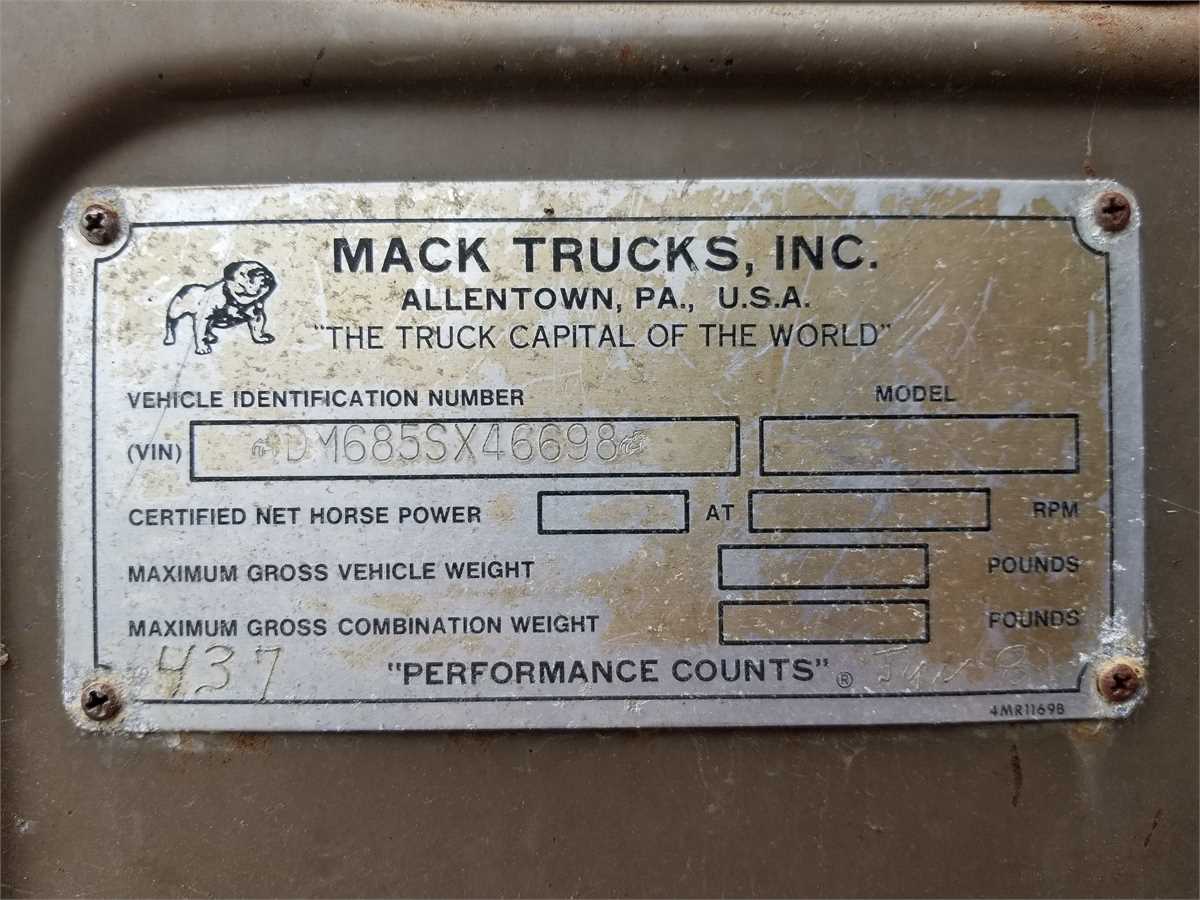 MACK TRUCKS, INC.
ALLENTOWN, PA., U.S.A.
"THE TRUCK CAPITAL OF THE WORLD"
VEHICLE IDENTIFICATION NUMBER MODEL
(VIN) DM685SX46698
CERTIFIED NET HORSE POWER AT RPM
MAXIMUM GROSS VEHICLE WEIGHT POUNDS
MAXIMUM GROSS COMBINATION WEIGHT POUNDS
437 "PERFORMANCE COUNTS"®
4MR1169B